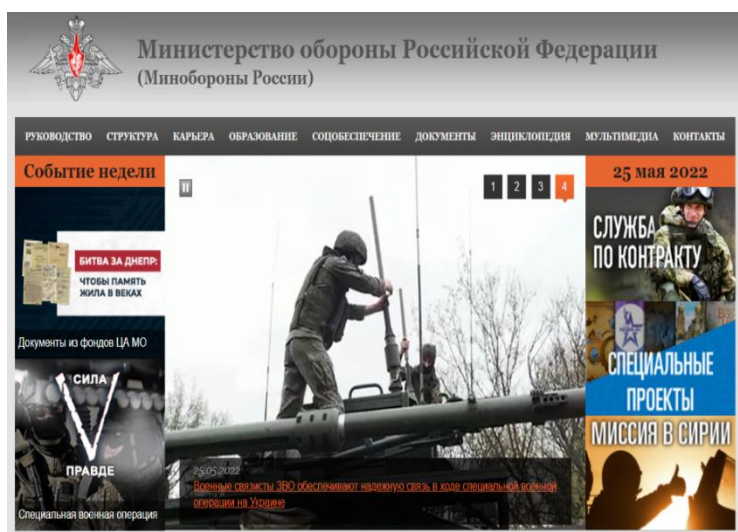 Министерство обороны Российской Федерации
(Минобороны России)
РУКОВОДСТВО СТРУКТУРА КАРЬЕРА ОБРАЗОВАНИЕ СОЦОБЕСПЕЧЕНИЕ ДОКУМЕНТЫ ЭНЦИКЛОПЕДИЯ МУЛЬТИМЕДИА КОНТАКТЫ
Событие недели
БИТВА ЗА ДНЕПР:
ЧТОБЫ ПАМЯТЬ
ЖИЛА В ВЕКАХ
Документы из фондов ЦА МО
СИЛА
V
ПРАВДЕ
Специальная военная операция
1 2 3 4
25.05.2022
Военные связисты ЗВО обеспечивают надежную связь в ходе специальной военной
операции на Украине
25 мая 2022
СЛУЖБА
ПО КОНТРАКТУ
СПЕЦИАЛЬНЫЕ
ПРОЕКТЫ
МИССИЯ В СИРИИ